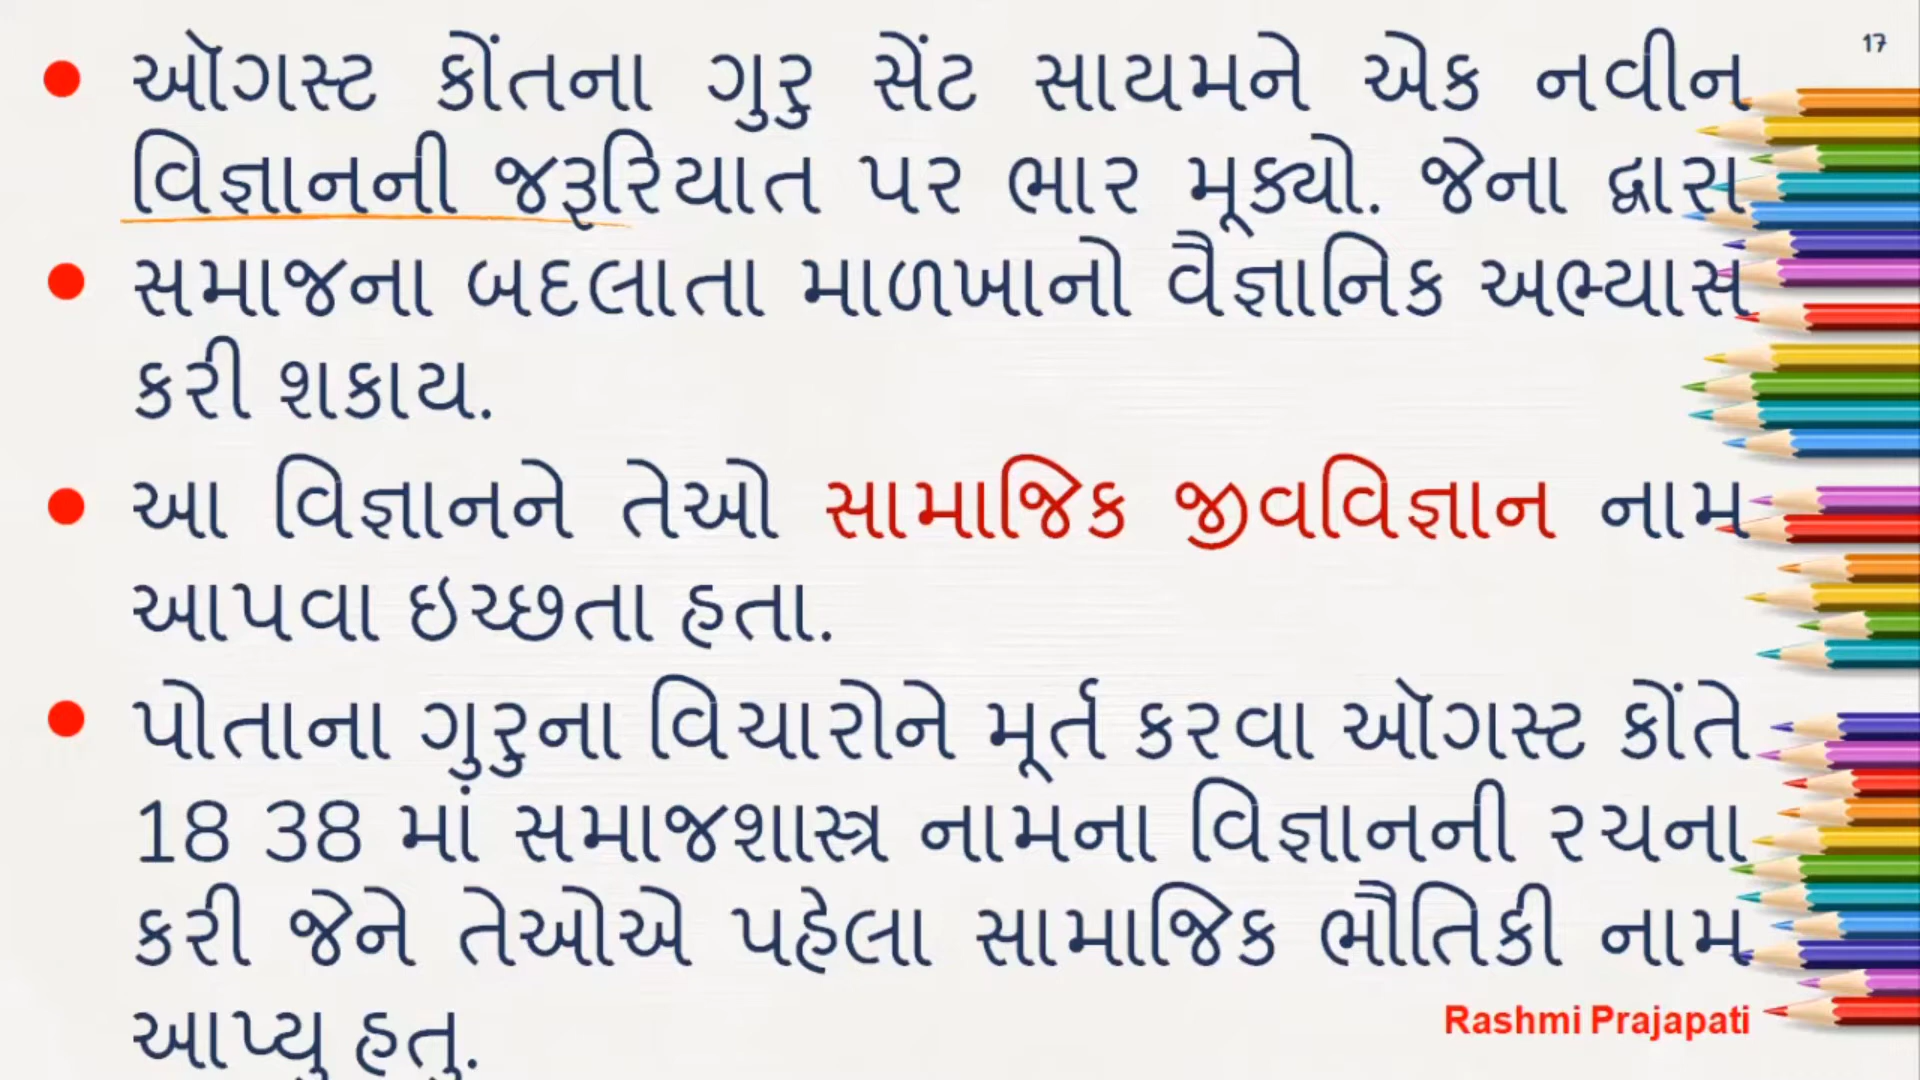 17
ઑગસ્ટ કોંતના ગુરુ સેંટ સાયમને એક નવીન
વિજ્ઞાનની જરૂરિયાત પર ભાર મૂક્યો. જેના દ્વારા
સમાજના બદલાતા માળખાનો વૈજ્ઞાનિક અભ્યાસ
કરી શકાય.
આ વિજ્ઞાનને તેઓ સામાજિક જીવવિજ્ઞાન નામ
આપવા ઇચ્છતા હતા.
પોતાના ગુરુના વિચારોને મૂર્ત કરવા ઑગસ્ટ કોંતે
18 38 માં સમાજશાસ્ત્ર નામના વિજ્ઞાનની રચના
કરી જેને તેઓએ પહેલા સામાજિક ભૌતિકી નામ
આપ્યુ હતુ.
Rashmi Prajapati